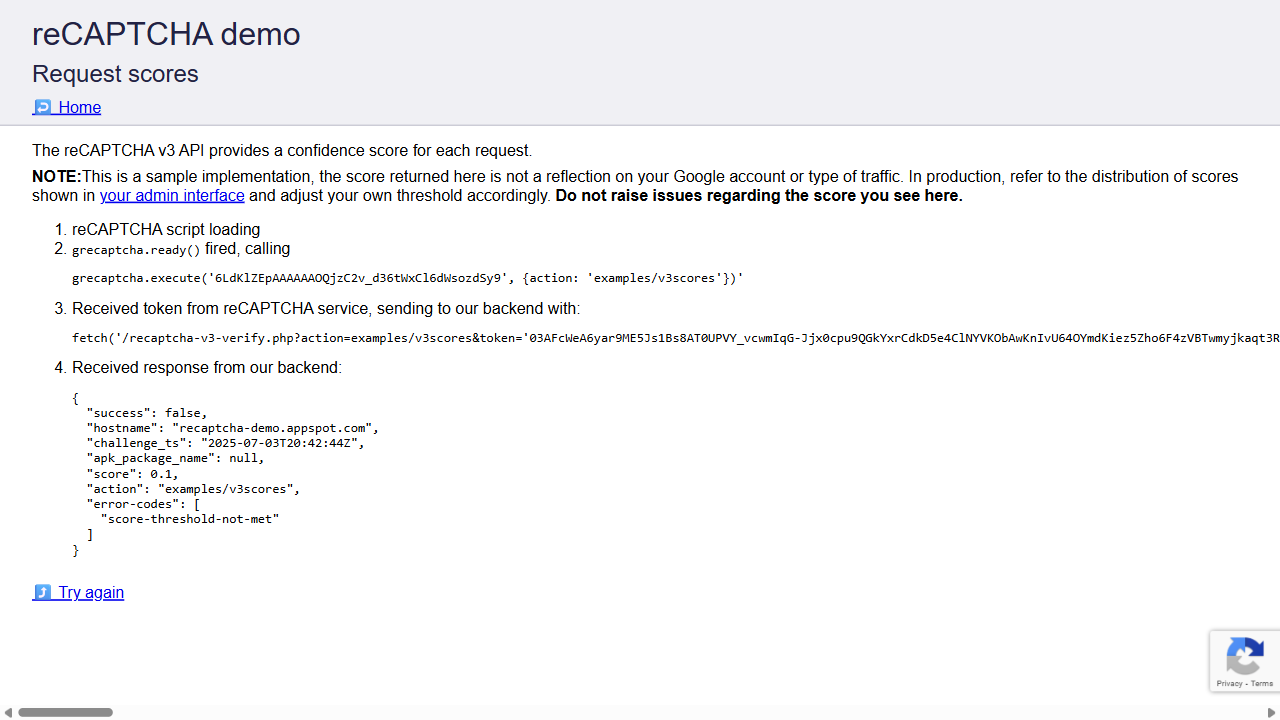 reCAPTCHA demo
Request scores
Home
The reCAPTCHA v3 API provides a confidence score for each request.
NOTE:This is a sample implementation, the score returned here is not a reflection on your Google account or type of traffic. In production, refer to the distribution of scores
shown in your admin interface and adjust your own threshold accordingly. Do not raise issues regarding the score you see here.
1. reCAPTCHA script loading
2. grecaptcha.ready() fired, calling
grecaptcha.execute('6LdKlZEpAAAAAAOQjzC2v_d36tWxCl6dWsozdSy9', {action: 'examples/v3scores'})'
3. Received token from reCAPTCHA service, sending to our backend with:
fetch('/recaptcha-v3-verify.php?action=examples/v3scores&token='03AFcWeA6yar9ME5Js1Bs8AT0UPVY_vcwmIqG-Jjx0cpu9QGkYxrCdkD5e4ClNYVKObAwKnIvU64OYmdKiez5Zho6F4zVBTwmyjkaqt3R
4. Received response from our backend:
{
"success": false,
"hostname": "recaptcha-demo.appspot.com",
"challenge_ts": "2025-07-03T20:42:44Z",
"apk_package_name": null,
"score": 0.1,
"action": "examples/v3scores",
"error-codes": [
"score-threshold-not-met"
]
}
Try again
Privacy - Terms